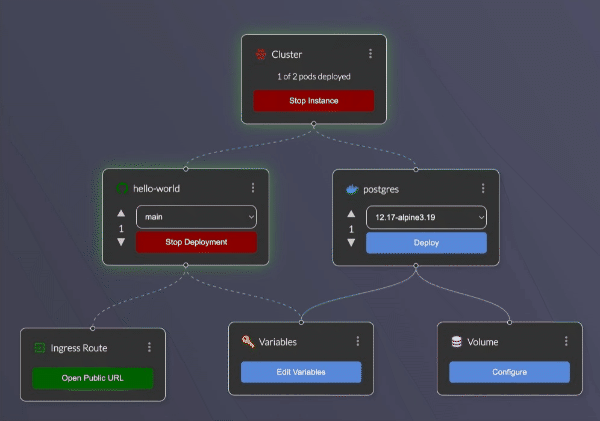 Cluster
1 of 2 pods deployed
Stop Instance
hello-world
1
main
Stop Deployment
postgres
1
12.17-alpine3.19
Deploy
Ingress Route
Open Public URL
Variables
Edit Variables
Volume
Configure